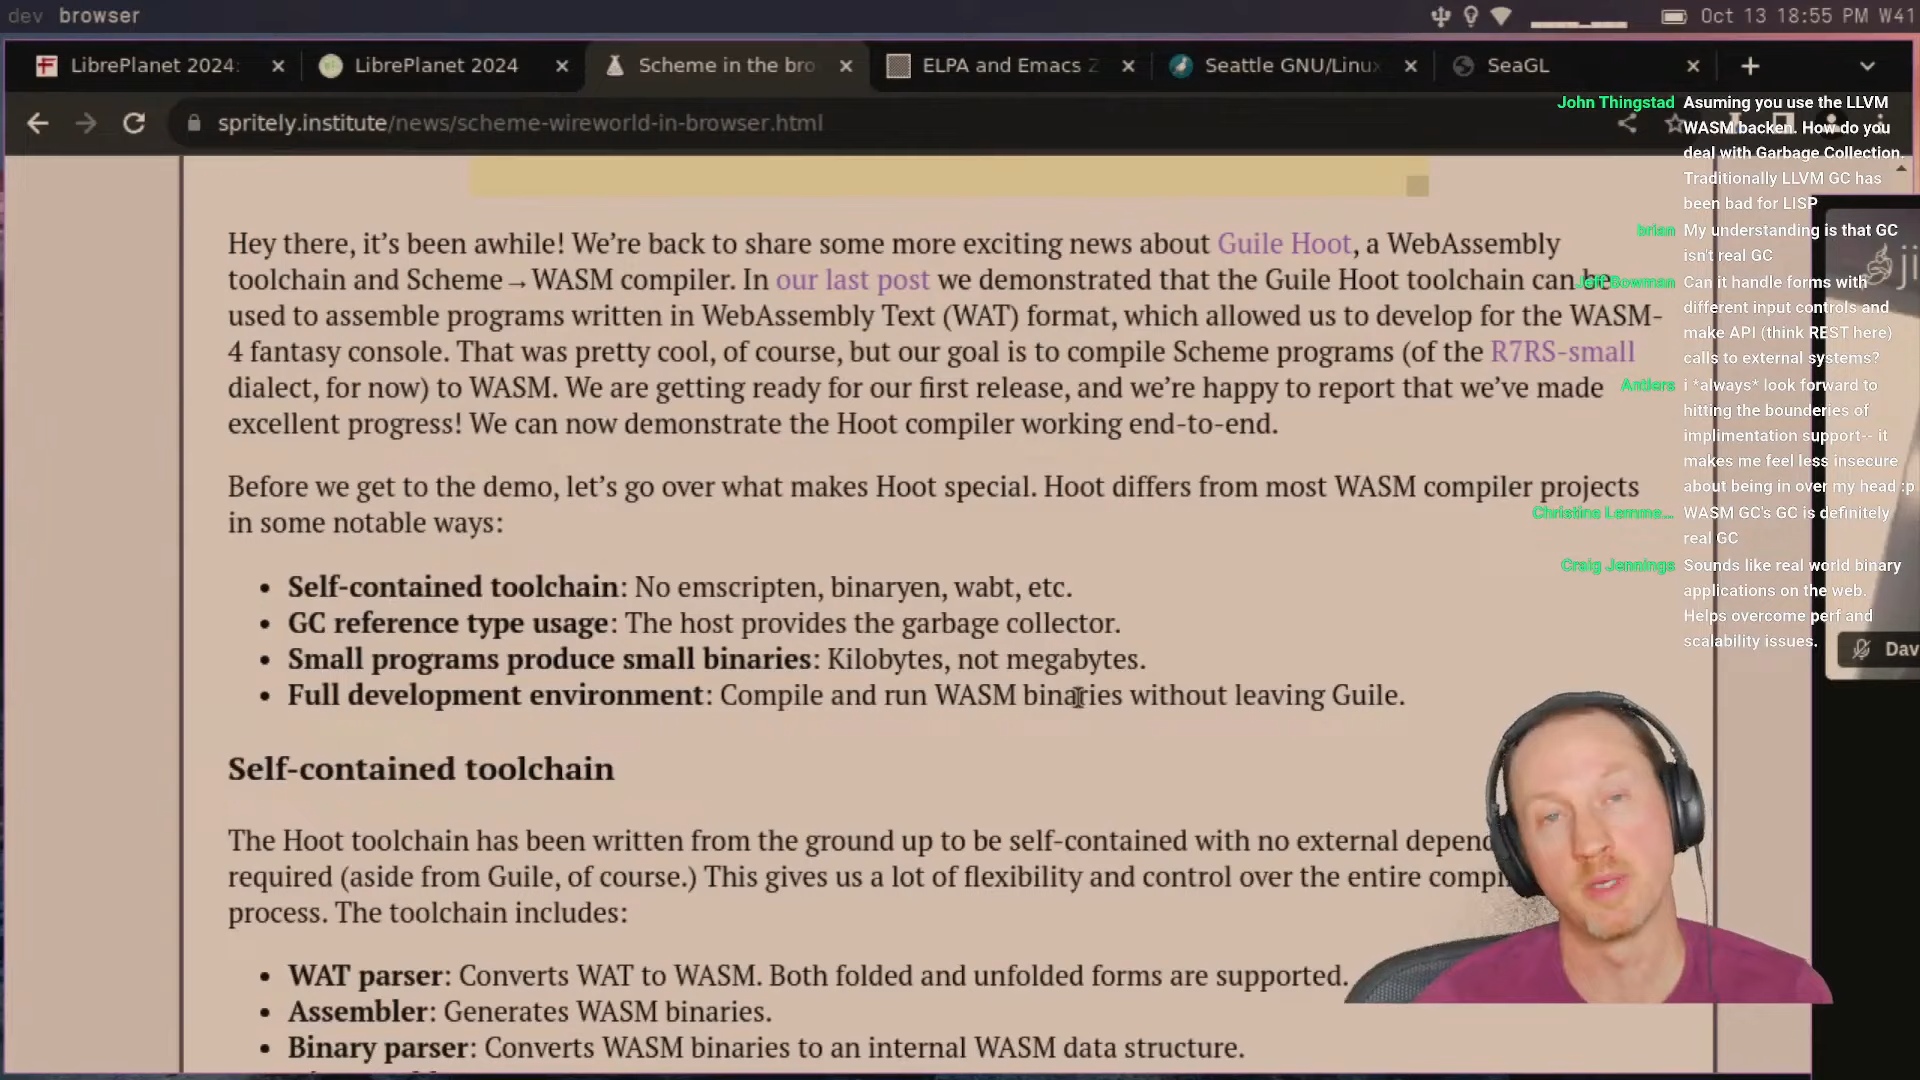 dev browser
Oct 13 18:55 PM W41
LibrePlanet 2024:
LibrePlanet 2024
Scheme in the bro
ELPA and Emacs
Seattle GNU/Linux
SeaGL
spritely.institute/news/scheme-wireworld-in-browser.html
Hey there, it’s been awhile! We’re back to share some more exciting news about Guile Hoot, a WebAssembly
toolchain and Scheme→WASM compiler. In our last post we demonstrated that the Guile Hoot toolchain can be
used to assemble programs written in WebAssembly Text (WAT) format, which allowed us to develop for the WASM-
4 fantasy console. That was pretty cool, of course, but our goal is to compile Scheme programs (of the R7RS-small
dialect, for now) to WASM. We are getting ready for our first release, and we’re happy to report that we’ve made
excellent progress! We can now demonstrate the Hoot compiler working end-to-end.
Before we get to the demo, let’s go over what makes Hoot special. Hoot differs from most WASM compiler projects
in some notable ways:
• Self-contained toolchain: No emscripten, binaryen, wabt, etc.
• GC reference type usage: The host provides the garbage collector.
• Small programs produce small binaries: Kilobytes, not megabytes.
• Full development environment: Compile and run WASM binaries without leaving Guile.
Self-contained toolchain
The Hoot toolchain has been written from the ground up to be self-contained with no external depend
required (aside from Guile, of course.) This gives us a lot of flexibility and control over the entire compi
process. The toolchain includes:
• WAT parser: Converts WAT to WASM. Both folded and unfolded forms are supported.
• Assembler: Generates WASM binaries.
• Binary parser: Converts WASM binaries to an internal WASM data structure.
John Thingstad Asuming you use the LLVM
WASM backen. How do you
deal with Garbage Collection.
Traditionally LLVM GC has
been bad for LISP
brian My understanding is that GC
isn't real GC
Jeff Bowman Can it handle forms with
different input controls and
make API (think REST here)
calls to external systems?
Antlers i *always* look forward to
hitting the bounderies of
implimentation support-- it
makes me feel less insecure
about being in over my head :p
Christine Lemme... WASM GC's GC is definitely
real GC
Craig Jennings Sounds like real world binary
applications on the web.
Helps overcome perf and
scalability issues.
ji
Dav